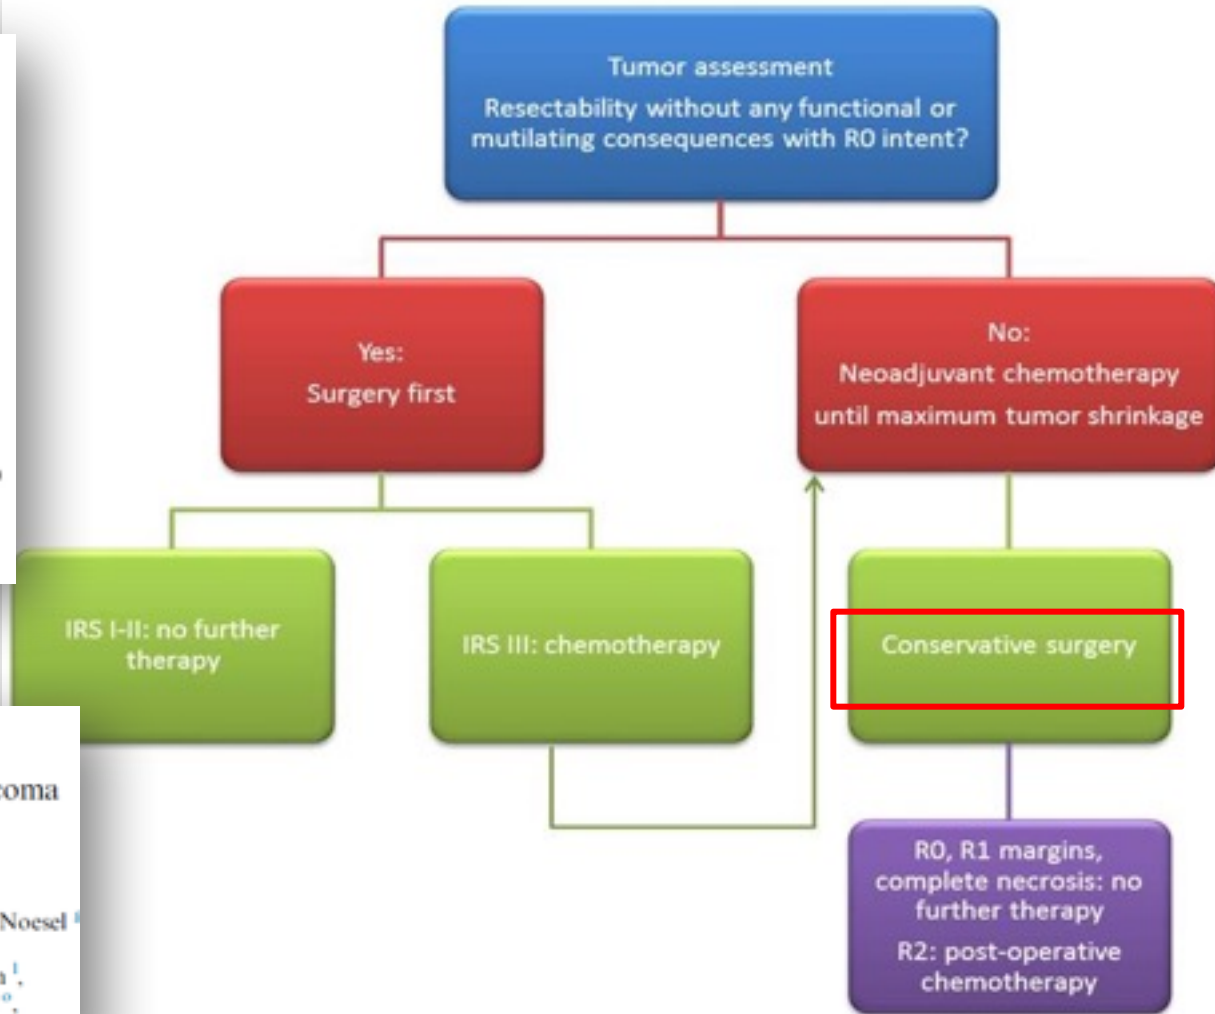 Tumor assessment
Resectability without any functional or
mutilating consequences with R0 intent?
Yes:
Surgery first
No:
Neoadjuvant chemotherapy
until maximum tumor shrinkage
IRS I-II: no further
therapy
IRS III: chemotherapy
Conservative surgery
R0, R1 margins,
complete necrosis: no
further therapy
R2: post-operative
chemotherapy
Noesel